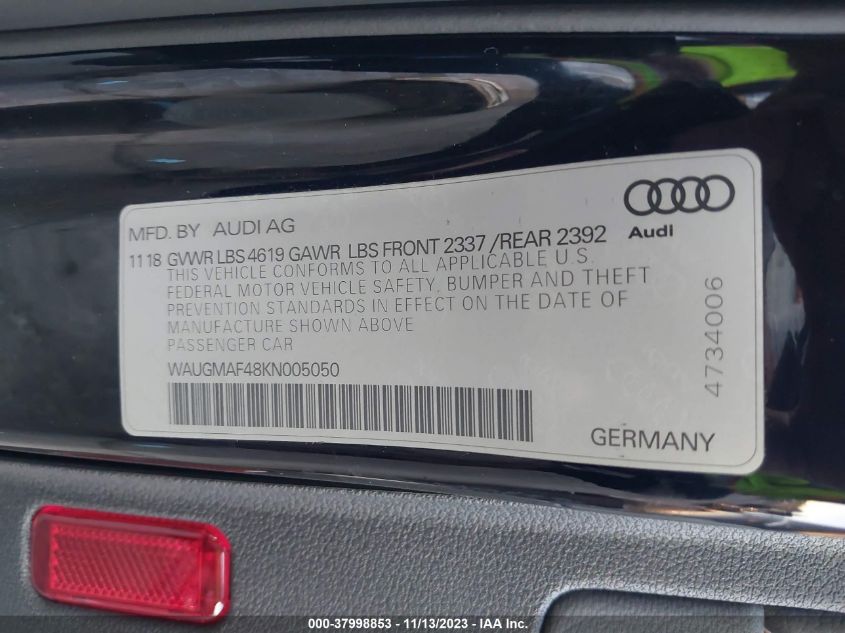 MFD. BY AUDI AG
Audi
11 18 GVWR LBS 4619 GAWR LBS FRONT 2337 /REAR 2392
THIS VEHICLE CONFORMS TO ALL APPLICABLE U.S.
FEDERAL MOTOR VEHICLE SAFETY, BUMPER AND THEFT
PREVENTION STANDARDS IN EFFECT ON THE DATE OF
MANUFACTURE SHOWN ABOVE
PASSENGER CAR
WAUGMAF48KN005050
4734006
GERMANY
000-37998853 - 11/13/2023 - IAA Inc.